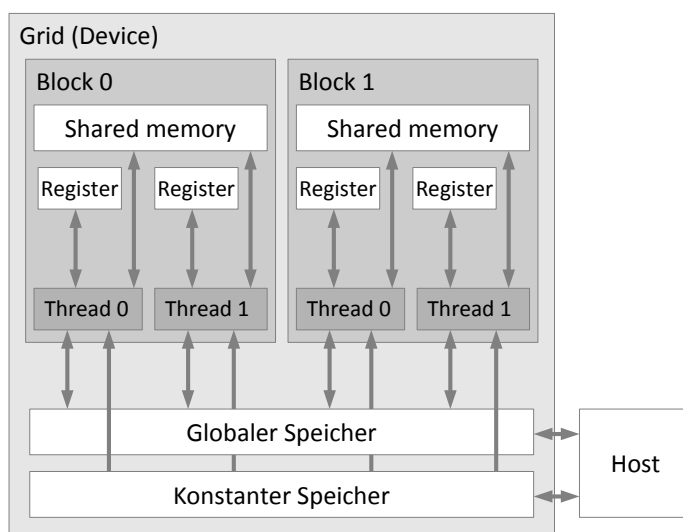 Grid (Device)
Block 0
Block 1
Shared memory
Shared memory
Register
Register
Register
Register
Thread 0
Thread 1
Thread 0
Thread 1
Globaler Speicher
Host
Konstanter Speicher